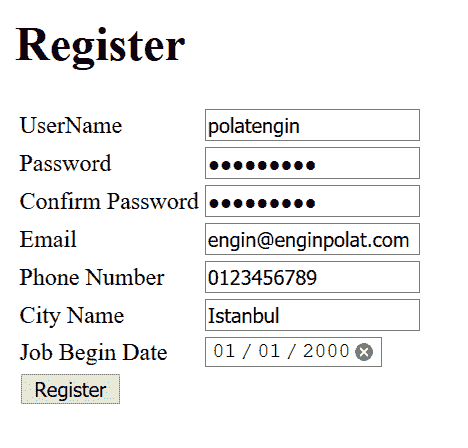 Register
UserName polatengin
Password ●●●●●●●●●
Confirm Password ●●●●●●●●●
Email engin@enginpolat.com
Phone Number 0123456789
City Name Istanbul
Job Begin Date 01 / 01 / 2000
Register